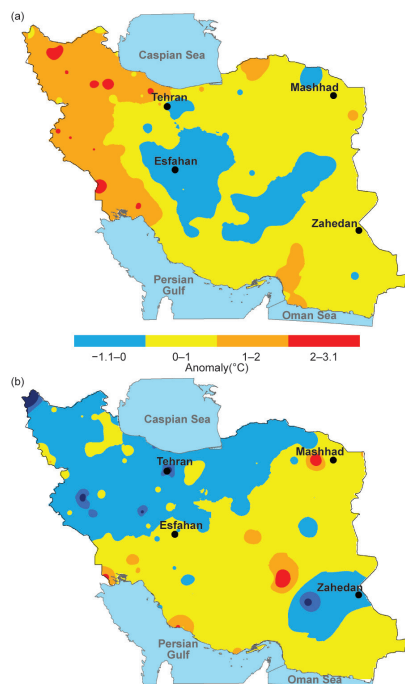 (a)
Caspian Sea
Tehran
Mashhad
Esfahan
Zahedan
Persian
Gulf
Oman Sea
−1.1–0
0–1
1–2
2–3.1
Anomaly(°C)
(b)
Caspian Sea
Tehran
Mashhad
Esfahan
Zahedan
Persian
Gulf
Oman Sea